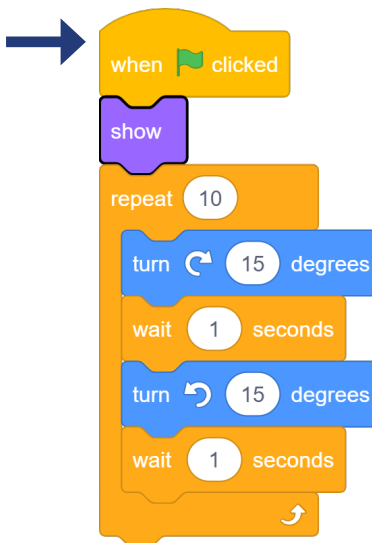 when clicked
show
repeat 10
turn 15 degrees
wait 1 seconds
turn 15 degrees
wait 1 seconds